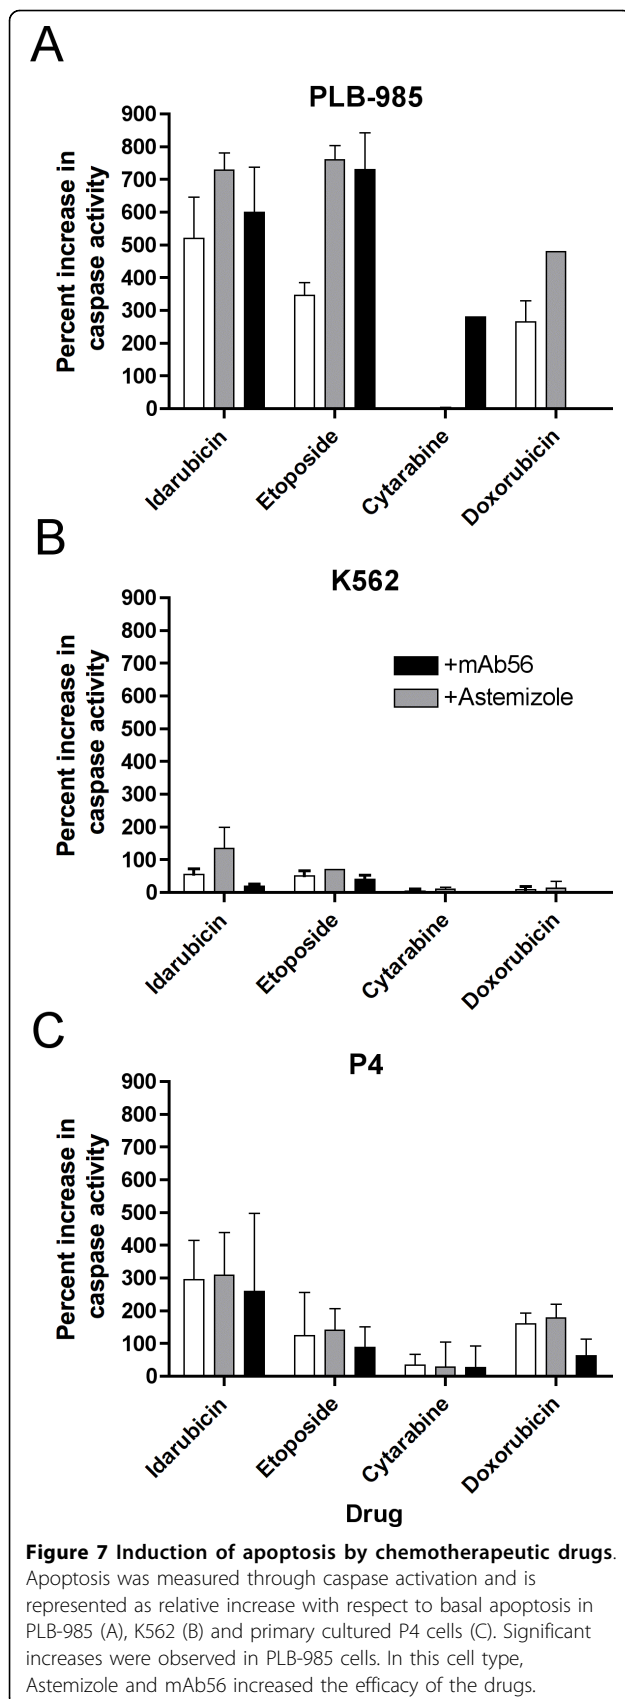 A
PLB-985
Percent increase in
caspase activity
900
800
700
600
500
400
300
200
100
0
Idarubicin
Etoposide
Cytarabine
Doxorubicin
B
K562
Percent increase in
caspase activity
900
800
700
600
500
400
300
200
100
0
+mAb56
+Astemizole
Idarubicin
Etoposide
Cytarabine
Doxorubicin
C
P4
Percent increase in
caspase activity
900
800
700
600
500
400
300
200
100
0
Idarubicin
Etoposide
Cytarabine
Doxorubicin
Drug
Figure 7 Induction of apoptosis by chemotherapeutic drugs.
Apoptosis was measured through caspase activation and is
represented as relative increase with respect to basal apoptosis in
PLB-985 (A), K562 (B) and primary cultured P4 cells (C). Significant
increases were observed in PLB-985 cells. In this cell type,
Astemizole and mAb56 increased the efficacy of the drugs.